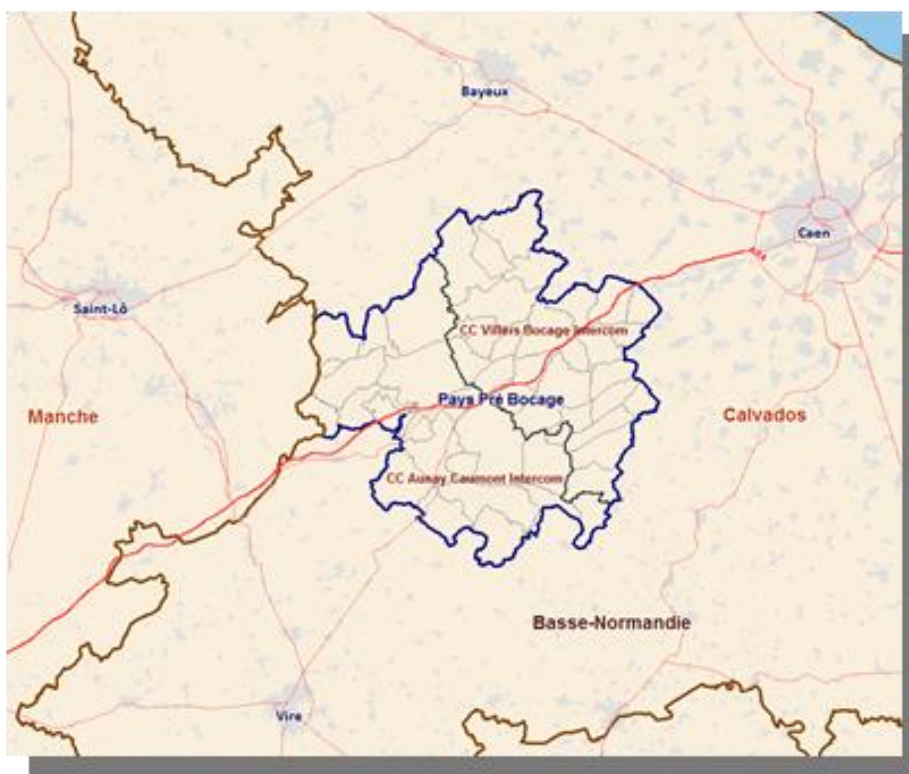 Bayeux
Caen
A84
Saint-Lô
CC Villers Bocage Intercom
Pays Pré Bocage
Manche
Calvados
CC Aunay Caumont Intercom
Basse-Normandie
Vire